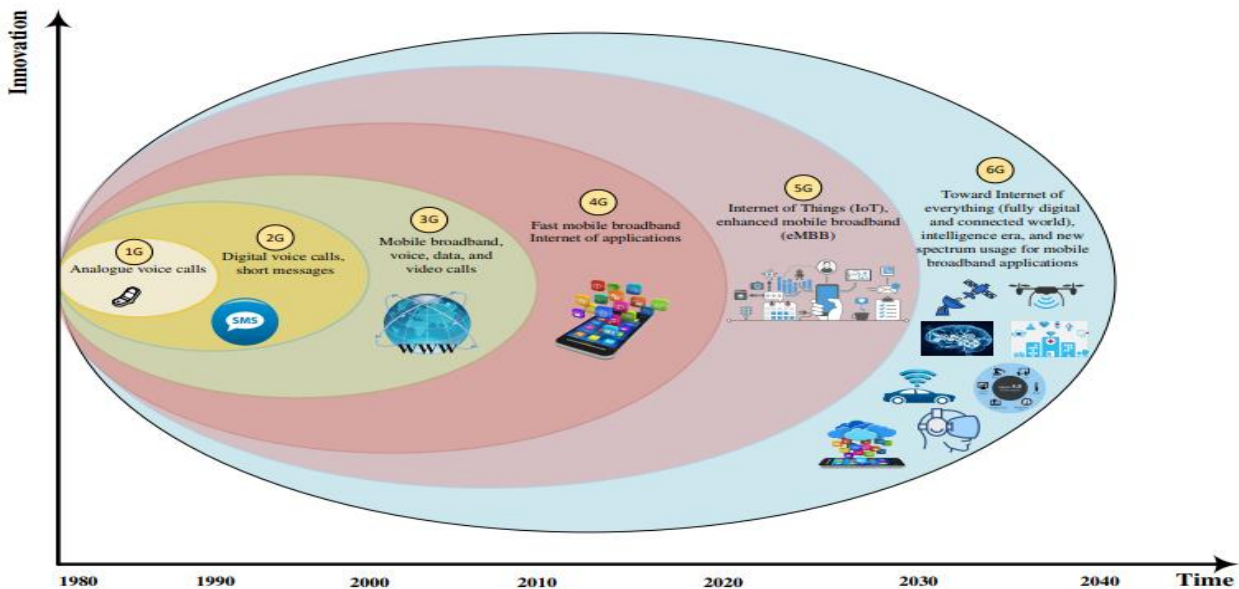 Innovation
1G
Analogue voice calls
2G
Digital voice calls,
short messages
SMS
3G
Mobile broadband,
voice, data, and
video calls
WWW
4G
Fast mobile broadband
Internet of applications
5G
Internet of Things (IoT),
enhanced mobile broadband
(eMBB)
6G
Toward Internet of
everything (fully digital
and connected world),
intelligence era, and new
spectrum usage for mobile
broadband applications
1980
1990
2000
2010
2020
2030
2040
Time